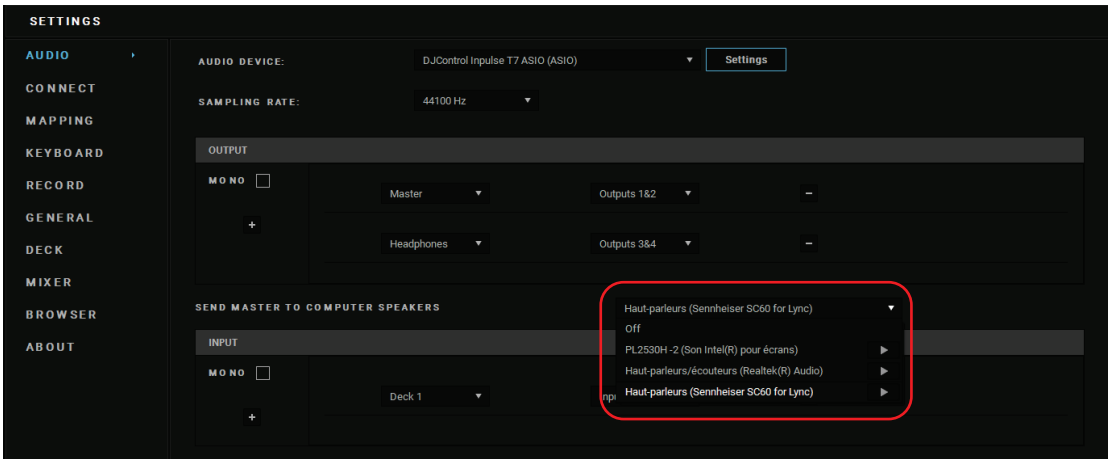 SETTINGS
AUDIO
CONNECT
MAPPING
KEYBOARD
RECORD
GENERAL
DECK
MIXER
BROWSER
ABOUT
AUDIO DEVICE:
DJControl Inpulse T7 ASIO (ASIO)
Settings
SAMPLING RATE:
44100 Hz
OUTPUT
MONO
Master
Outputs 1&2
−
+
Headphones
Outputs 3&4
−
SEND MASTER TO COMPUTER SPEAKERS
Haut-parleurs (Sennheiser SC60 for Lync)
Off
PL2530H -2 (Son Intel(R) pour écrans)
Haut-parleurs/écouteurs (Realtek(R) Audio)
Haut-parleurs (Sennheiser SC60 for Lync)
INPUT
MONO
Deck 1
+